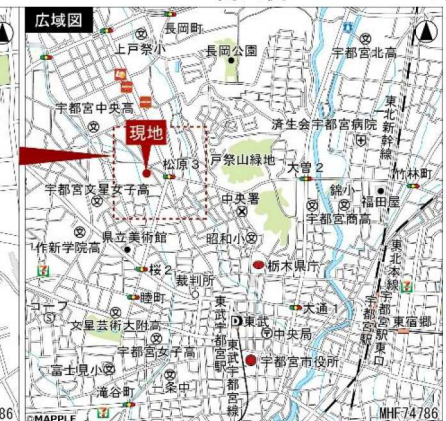 広域図
長岡町
上戸祭小
長岡公園
宇都宮北高
宇都宮中央高
済生会宇都宮病院
東北新幹線
現地
松原3
戸祭山緑地
大曽2
竹林町
宇都宮文星女子高
中央署
錦小
福田屋
宇都宮商高
作新学院高
県立美術館
昭和小
栃木県庁
東北本線
桜2
裁判所
睦町
コープ
東武宇都宮駅
東武
大通1
宇都宮駅
宇都宮駅東口
文星芸術大附高
中央局
東宿郷
宇都宮女子高
東武宇都宮線
宇都宮市役所
富士見小
一条中
滝谷町
86
©MAPPLE
MHF74786